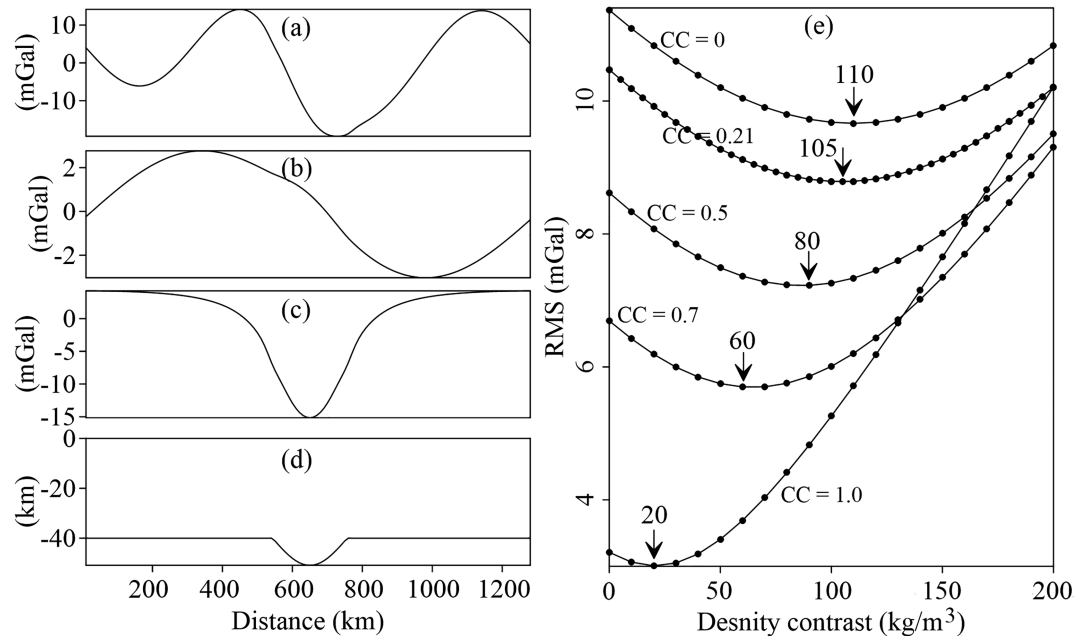 (a)
(mGal)
10
0
-10
(b)
(mGal)
2
0
-2
(c)
(mGal)
0
-5
-10
-15
(d)
(km)
0
-20
-40
200 400 600 800 1000 1200
Distance (km)
(e)
RMS (mGal)
10
8
6
4
CC = 0
110
CC = 0.21
105
CC = 0.5
80
CC = 0.7
60
CC = 1.0
20
0 50 100 150 200
Desnity contrast (kg/m³)